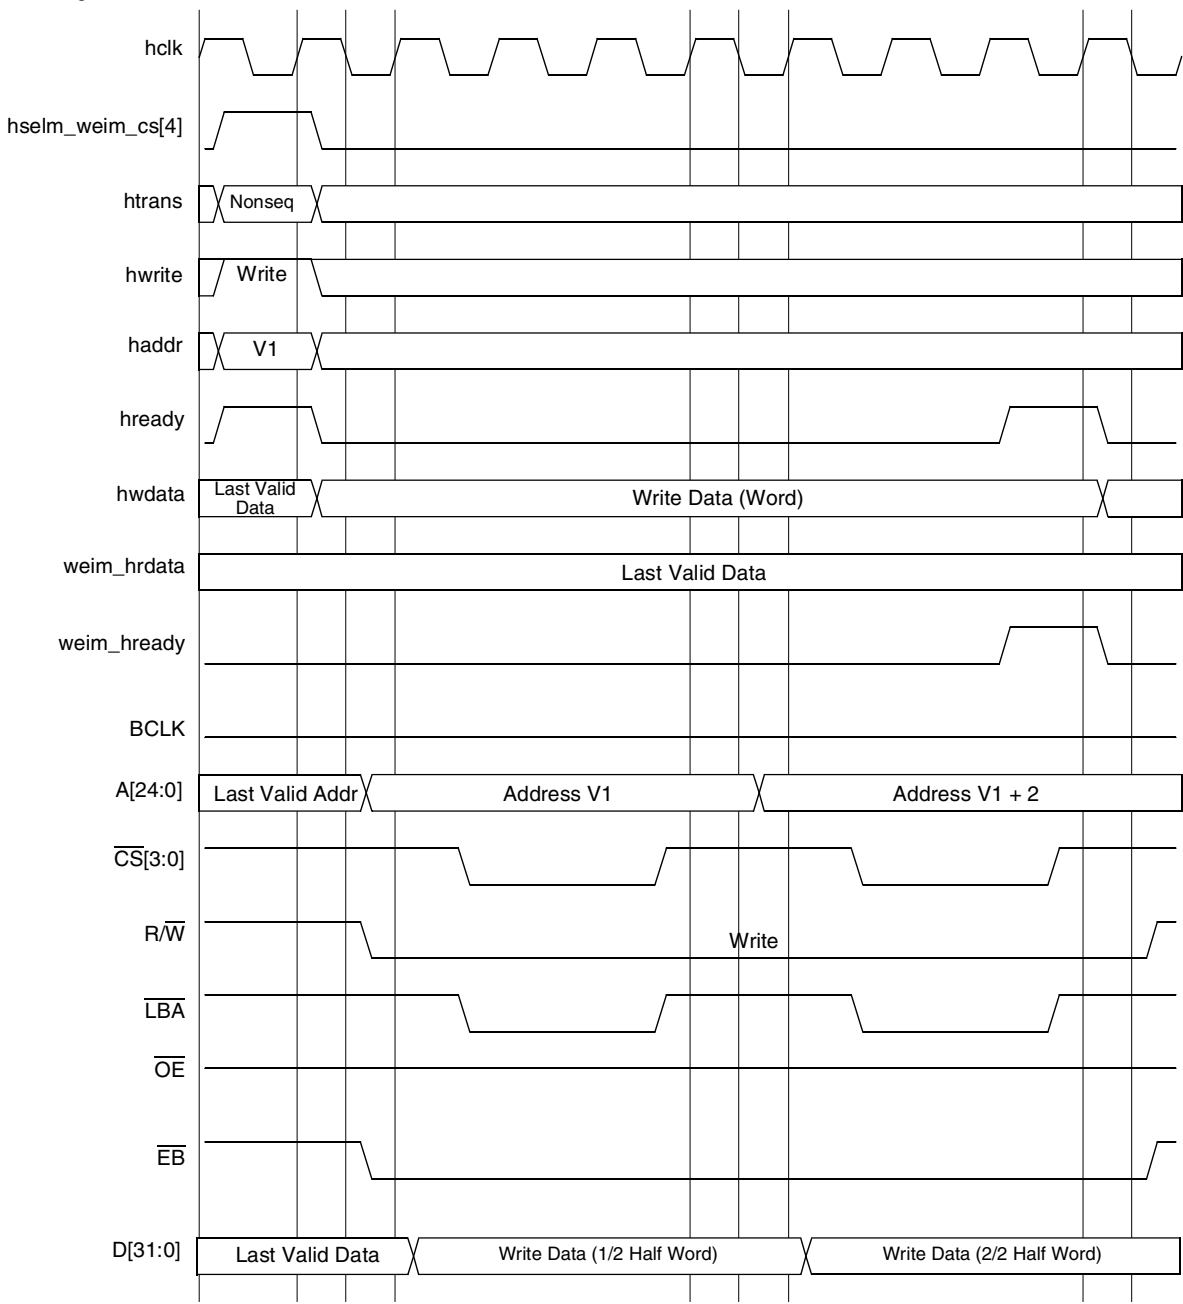 hclk
hselm_weim_cs[4]
htrans Nonseq
hwrite Write
haddr V1
hready
hwdata Last Valid Data Write Data (Word)
weim_hrdata Last Valid Data
weim_hready
BCLK
A[24:0] Last Valid Addr Address V1 Address V1 + 2
CS[3:0]
R/W Write
LBA
OE
EB
D[31:0] Last Valid Data Write Data (1/2 Half Word) Write Data (2/2 Half Word)